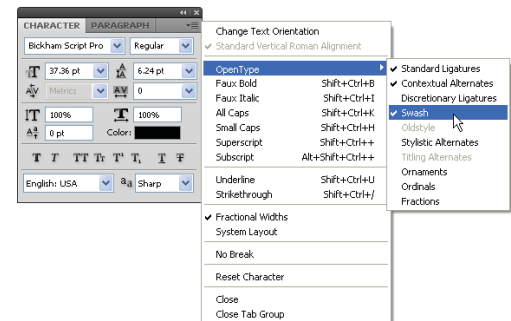 CHARACTER PARAGRAPH
Bickham Script Pro Regular
37.36 pt 6.24 pt
Metrics 0
100% 100%
0 pt Color:
T T TT Tr T¹ T₁ T T
English: USA aa Sharp
Change Text Orientation
Standard Vertical Roman Alignment
OpenType
Faux Bold Shift+Ctrl+B
Faux Italic Shift+Ctrl+I
All Caps Shift+Ctrl+K
Small Caps Shift+Ctrl+H
Superscript Shift+Ctrl++
Subscript Alt+Shift+Ctrl++
Underline Shift+Ctrl+U
Strikethrough Shift+Ctrl+/
Fractional Widths
System Layout
No Break
Reset Character
Close
Close Tab Group
Standard Ligatures
Contextual Alternates
Discretionary Ligatures
Swash
Oldstyle
Stylistic Alternates
Titling Alternates
Ornaments
Ordinals
Fractions